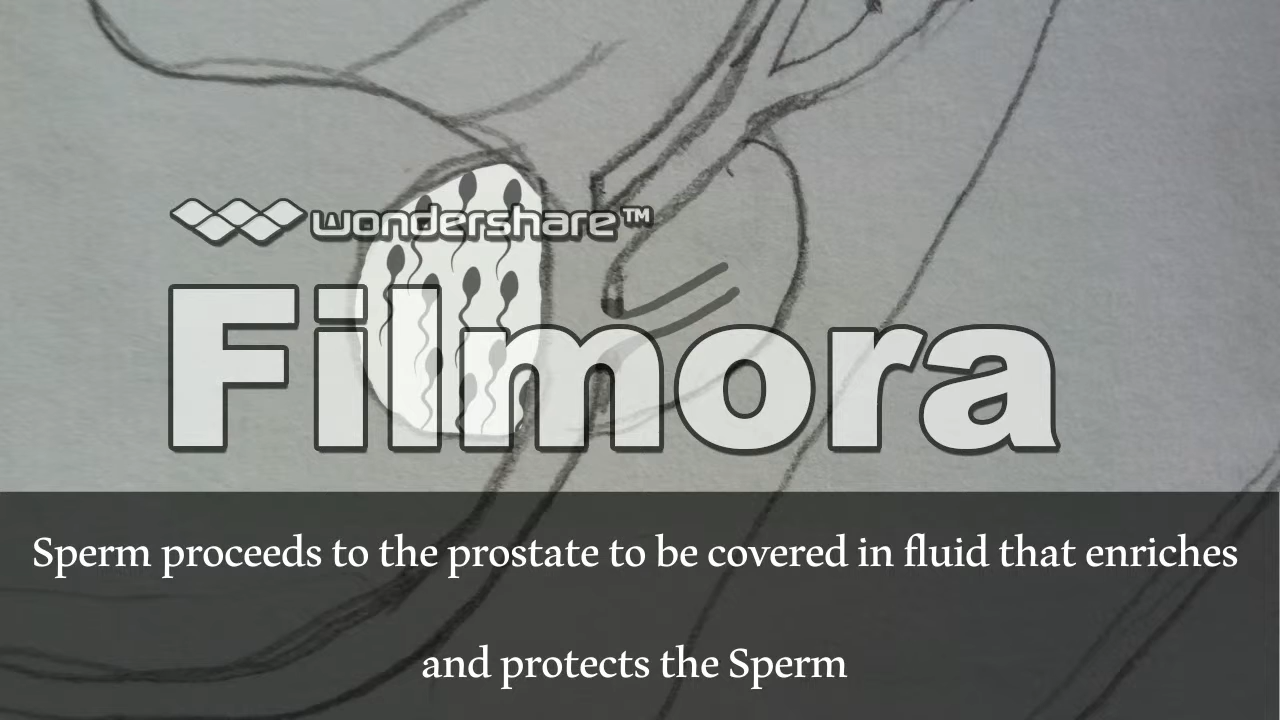 wondershare™
Filmora
Sperm proceeds to the prostate to be covered in fluid that enriches
and protects the Sperm